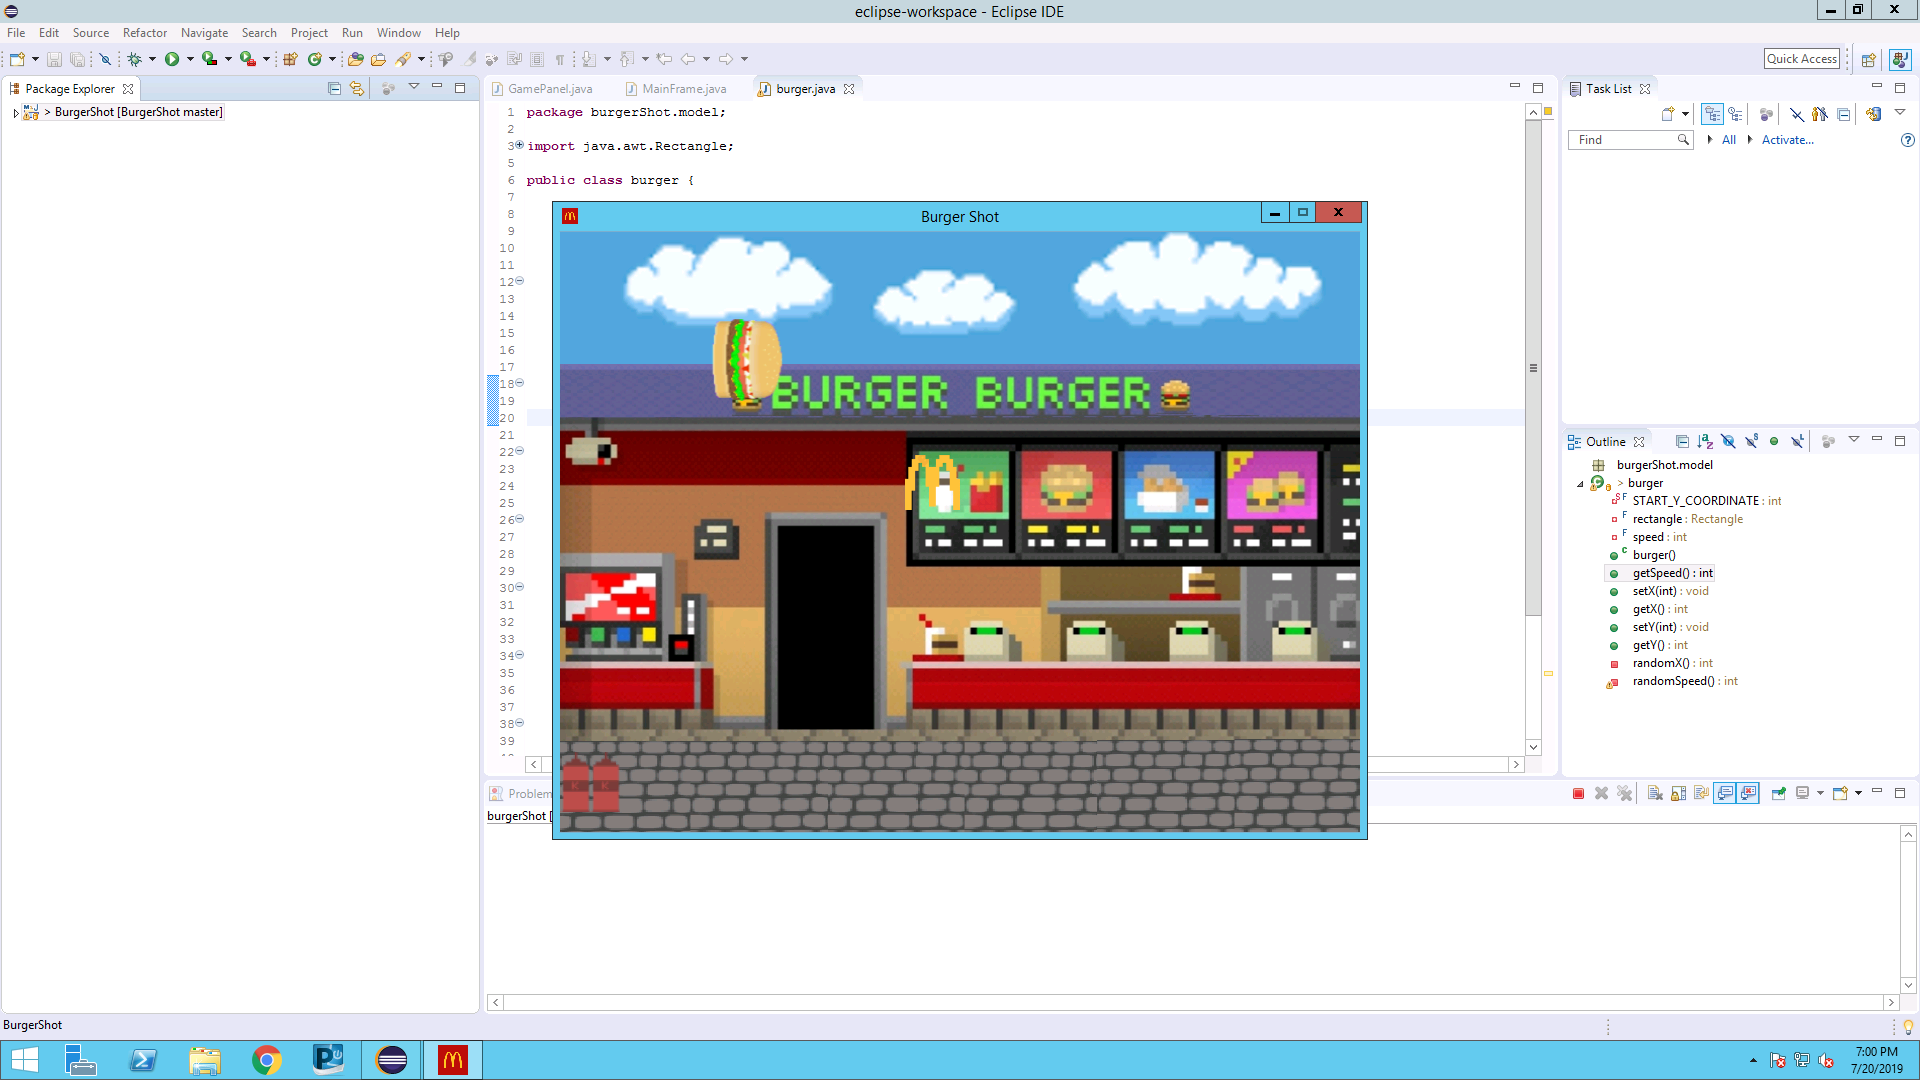 eclipse-workspace - Eclipse IDE
File Edit Source Refactor Navigate Search Project Run Window Help
Quick Access
Package Explorer
GamePanel.java MainFrame.java burger.java
Task List
> BurgerShot [BurgerShot master]
1 package burgerShot.model;
2
3 import java.awt.Rectangle;
5
6 public class burger {
7
8
9
10
11
12
13
14
15
16
17
18
19
20
21
22
23
24
25
26
27
28
29
30
31
32
33
34
35
36
37
38
39
Burger Shot
BURGER BURGER
Find
All
Activate...
Outline
burgerShot.model
> burger
START_Y_COORDINATE : int
rectangle : Rectangle
speed : int
burger()
getSpeed() : int
setX(int) : void
getX() : int
setY(int) : void
getY() : int
randomX() : int
randomSpeed() : int
Problem
burgerShot [
BurgerShot
7:00 PM
7/20/2019